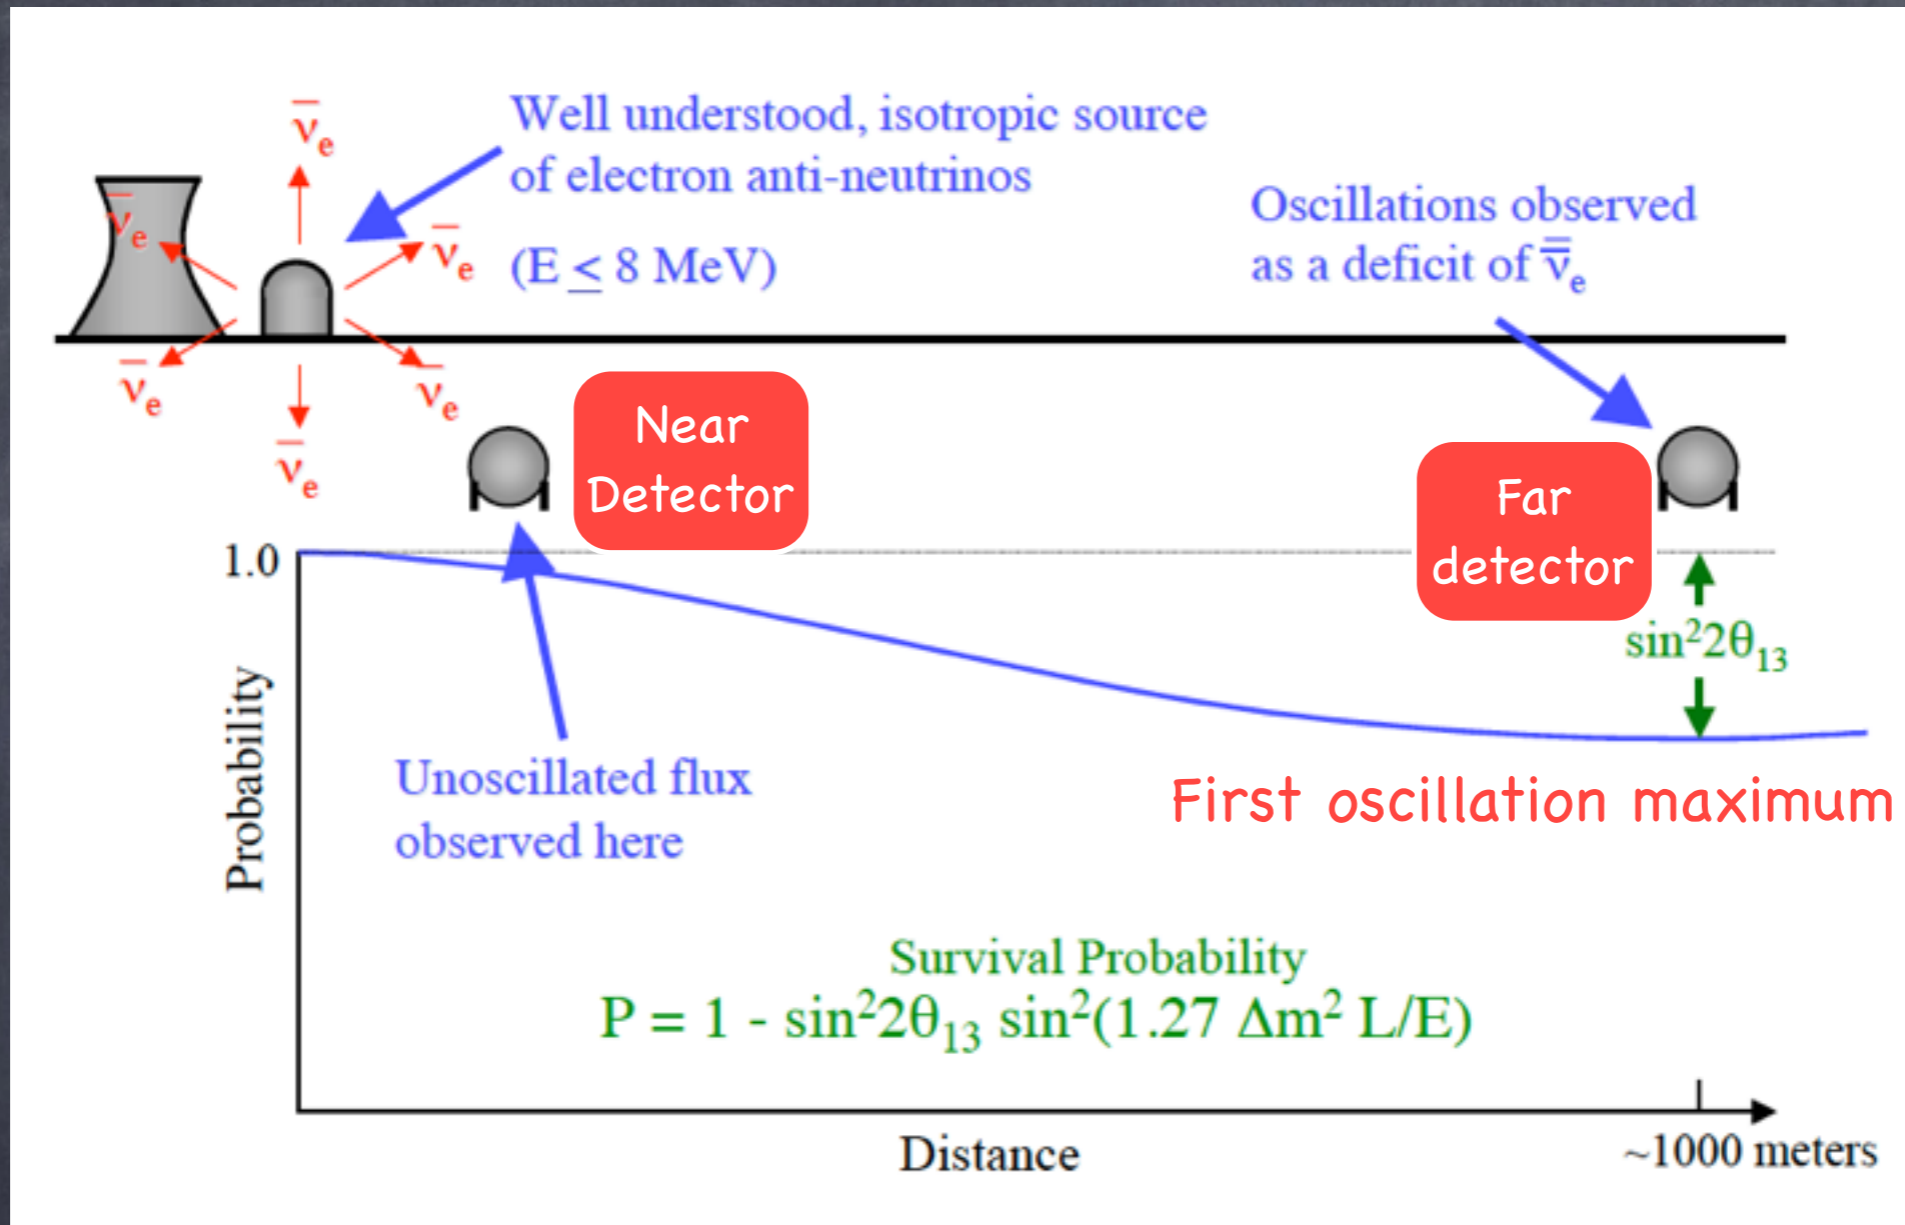 ν̄e
Well understood, isotropic source
of electron anti-neutrinos
(E ≤ 8 MeV)
ν̄e
ν̄e
Oscillations observed
as a deficit of ν̿e
ν̄e
ν̄e
ν̄e
Near
Detector
Far
detector
1.0
sin²2θ₁₃
Probability
Unoscillated flux
observed here
First oscillation maximum
Survival Probability
P = 1 - sin²2θ₁₃ sin²(1.27 Δm² L/E)
Distance
~1000 meters